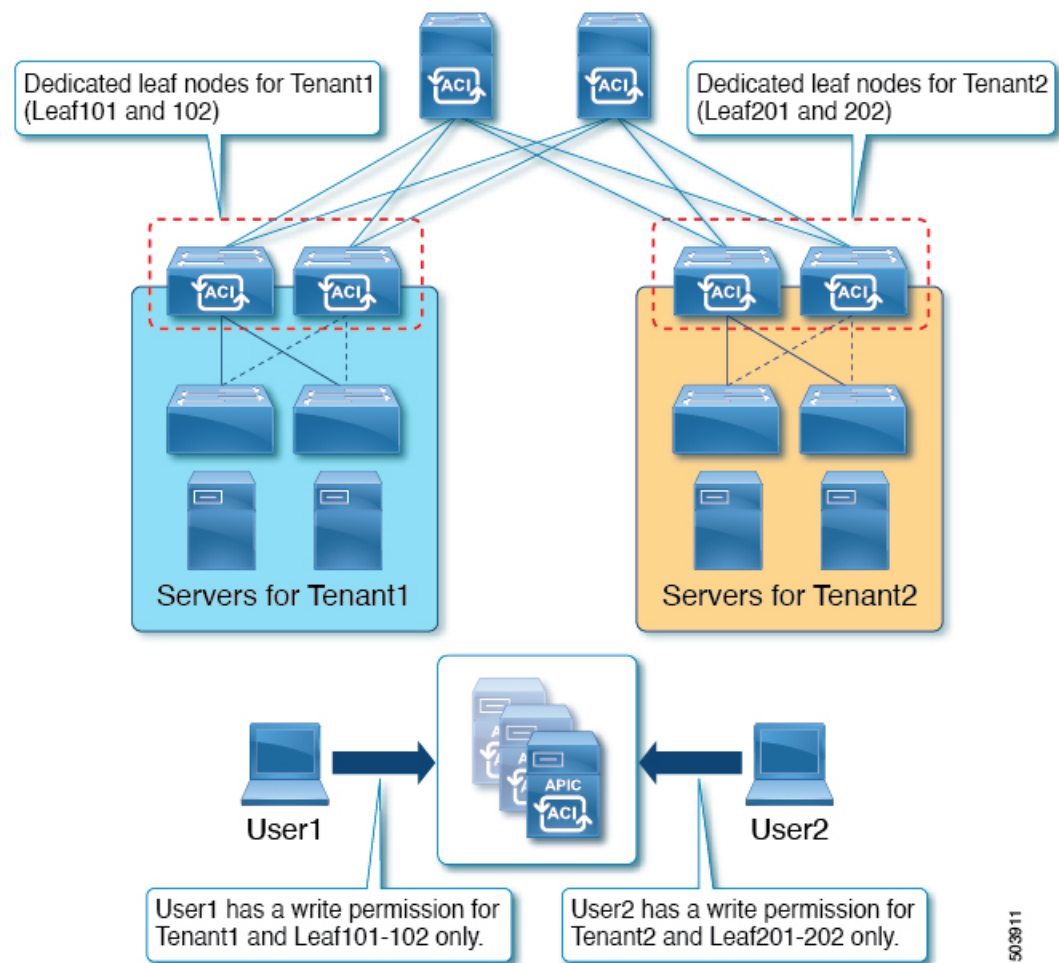 ACI
ACI
Dedicated leaf nodes for Tenant1
(Leaf101 and 102)
Dedicated leaf nodes for Tenant2
(Leaf201 and 202)
ACI
ACI
ACI
ACI
Servers for Tenant1
Servers for Tenant2
APIC
ACI
User1
User2
User1 has a write permission for
Tenant1 and Leaf101-102 only.
User2 has a write permission for
Tenant2 and Leaf201-202 only.
503911